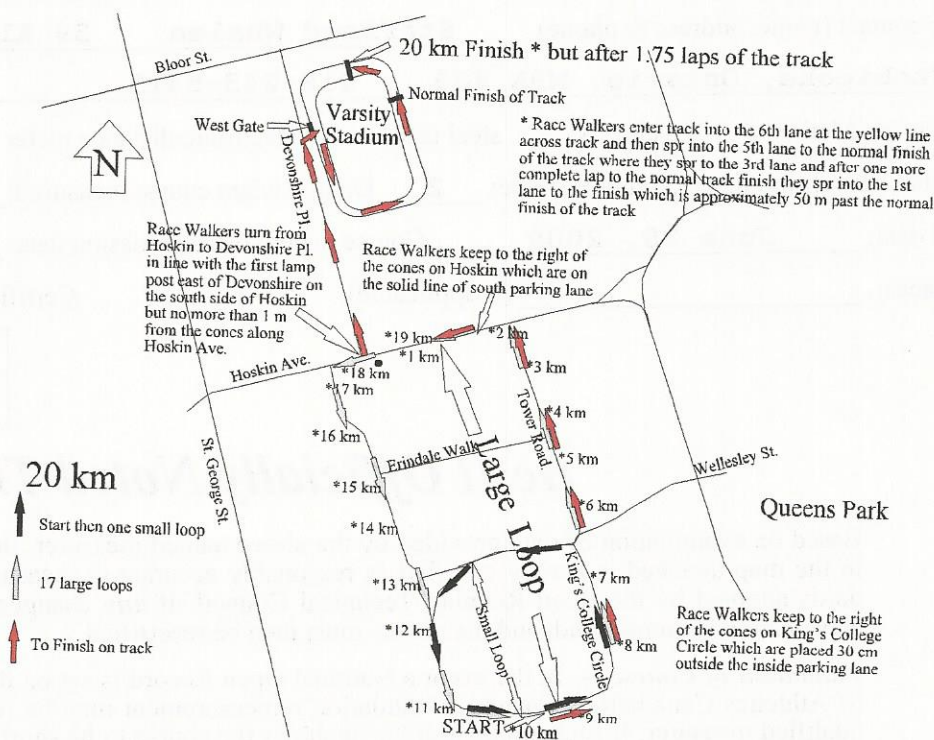 Bloor St.
20 km Finish * but after 1.75 laps of the track
Varsity
Stadium
Normal Finish of Track
West Gate
N
Devonshire Pl.
* Race Walkers enter track into the 6th lane at the yellow line
across track and then spr into the 5th lane to the normal finish
of the track where they spr to the 3rd lane and after one more
complete lap to the normal track finish they spr into the 1st
lane to the finish which is approximately 50 m past the normal
finish of the track
Race Walkers turn from
Hoskin to Devonshire Pl.
in line with the first lamp
post east of Devonshire on
the south side of Hoskin
but no more than 1 m
from the cones along
Hoskin Ave.
Race Walkers keep to the right of
the cones on Hoskin which are on
the solid line of south parking lane
*19 km
*2 km
*1 km
*3 km
Hoskin Ave.
*18 km
*17 km
*4 km
Tower Road.
*16 km
Erindale Walk
*5 km
St. George St.
Large Loop
Wellesley St.
20 km
*15 km
*6 km
Queens Park
Start then one small loop
*14 km
17 large loops
*13 km
Small Loop
King's College Circle
*7 km
Race Walkers keep to the right
of the cones on King's College
Circle which are placed 30 cm
outside the inside parking lane
To Finish on track
*12 km
*8 km
*11 km
START
*9 km
*10 km